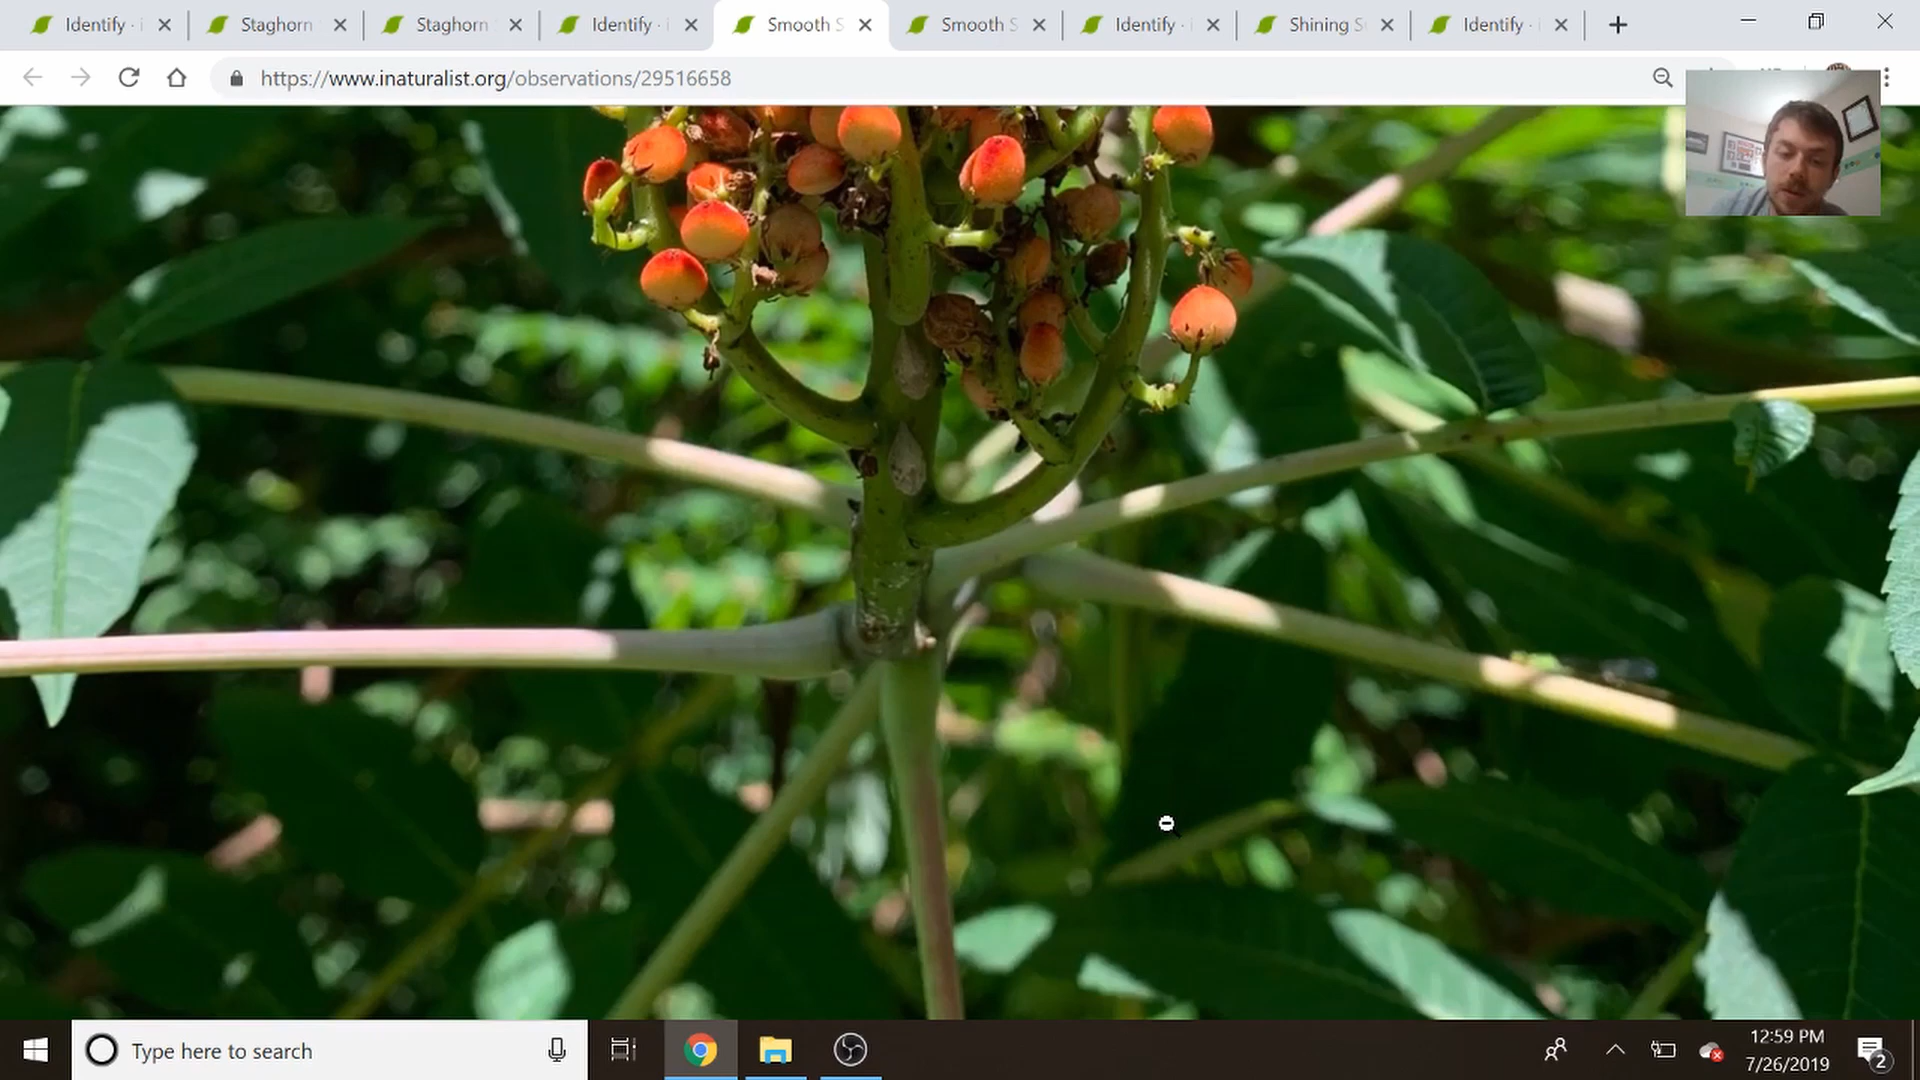 Identify · i
Staghorn
Staghorn
Identify · i
Smooth S
Smooth S
Identify · i
Shining S
Identify · i
https://www.inaturalist.org/observations/29516658
Type here to search
12:59 PM
7/26/2019
2